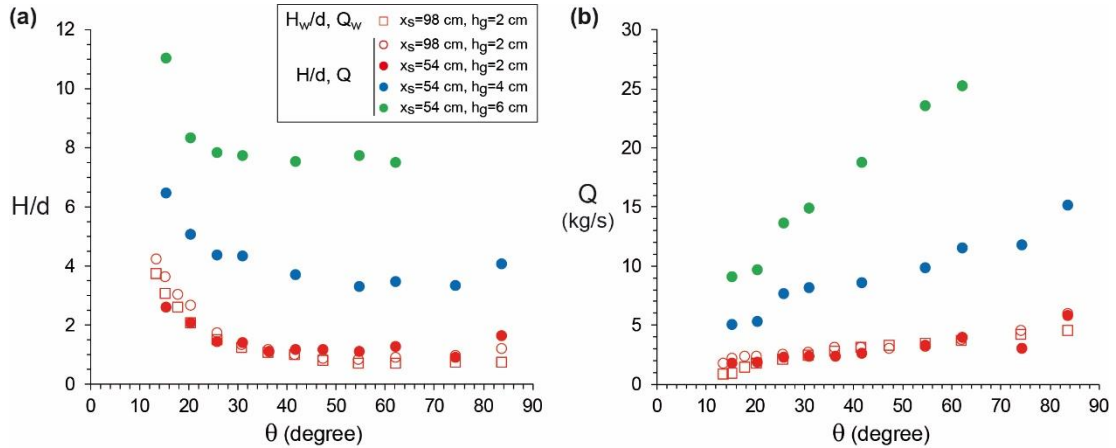 (a)
H/d
12
10
8
6
4
2
0
0 10 20 30 40 50 60 70 80 90
θ (degree)
Hw/d, Qw
xs=98 cm, hg=2 cm
H/d, Q
xs=98 cm, hg=2 cm
xs=54 cm, hg=2 cm
xs=54 cm, hg=4 cm
xs=54 cm, hg=6 cm
(b)
Q
(kg/s)
30
25
20
15
10
5
0
0 10 20 30 40 50 60 70 80 90
θ (degree)